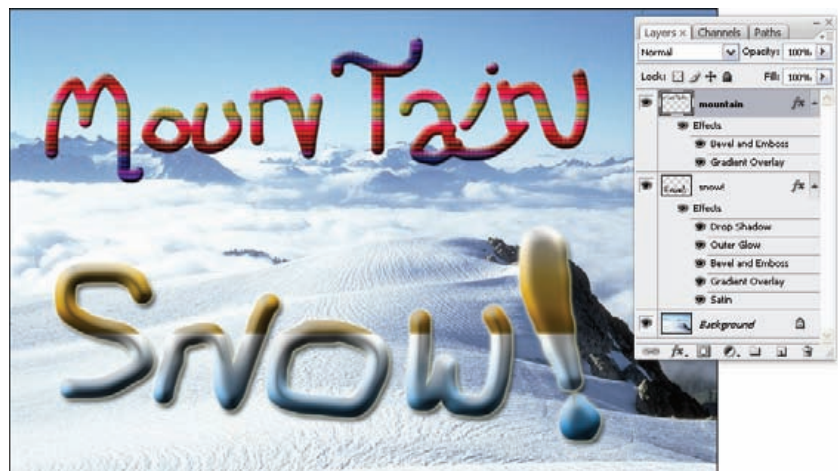 MounTain
Snow!
Layers × Channels Paths
Normal Opacity: 100%
Lock: Fill: 100%
mountain fx
Effects
Bevel and Emboss
Gradient Overlay
snow! fx
Effects
Drop Shadow
Outer Glow
Bevel and Emboss
Gradient Overlay
Satin
Background
fx.